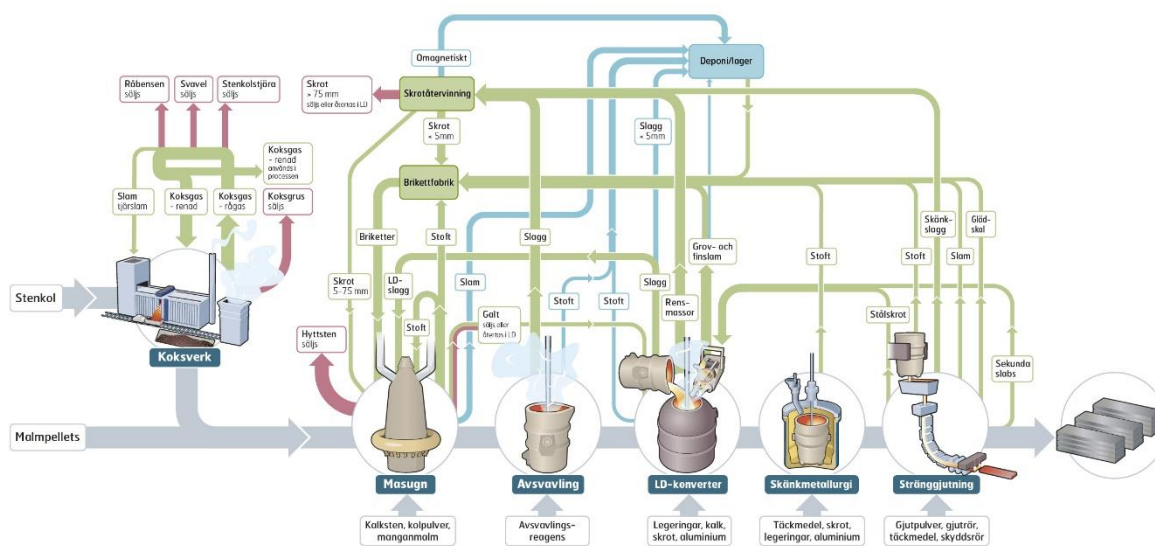 Omagnetiskt
Deponi/lager
Råbensen
säljs
Svavel
säljs
Stenkolstjära
säljs
Skrot
> 75 mm
säljs eller återtas i LD
Skrotåtervinning
Skrot
< 5mm
Slagg
< 5mm
Koksgas
- renad
används i
processen
Brikettfabrik
Slam
tjärslam
Koksgas
- renad
Koksgas
- rågas
Koksgrus
säljs
Briketter
Stoft
Slagg
Grov- och
finslam
Stoft
Stoft
Skänk-
slagg
Slam
Glöd-
skal
Skrot
5-75 mm
LD-
slagg
Slam
Stoft
Stoft
Slagg
Rens-
massor
Stenkol
Koksverk
Hyttsten
säljs
Stoft
Galt
säljs eller
återtas i LD
Stålskrot
Sekunda
slabs
Malmpellets
Masugn
Avsvavling
LD-konverter
Skänkmetallurgi
Stränggjutning
Kalksten, kolpulver,
manganmalm
Avsvavlings-
reagens
Legeringar, kalk,
skrot, aluminium
Täckmedel, skrot,
legeringar, aluminium
Gjutpulver, gjutrör,
täckmedel, skyddsrör